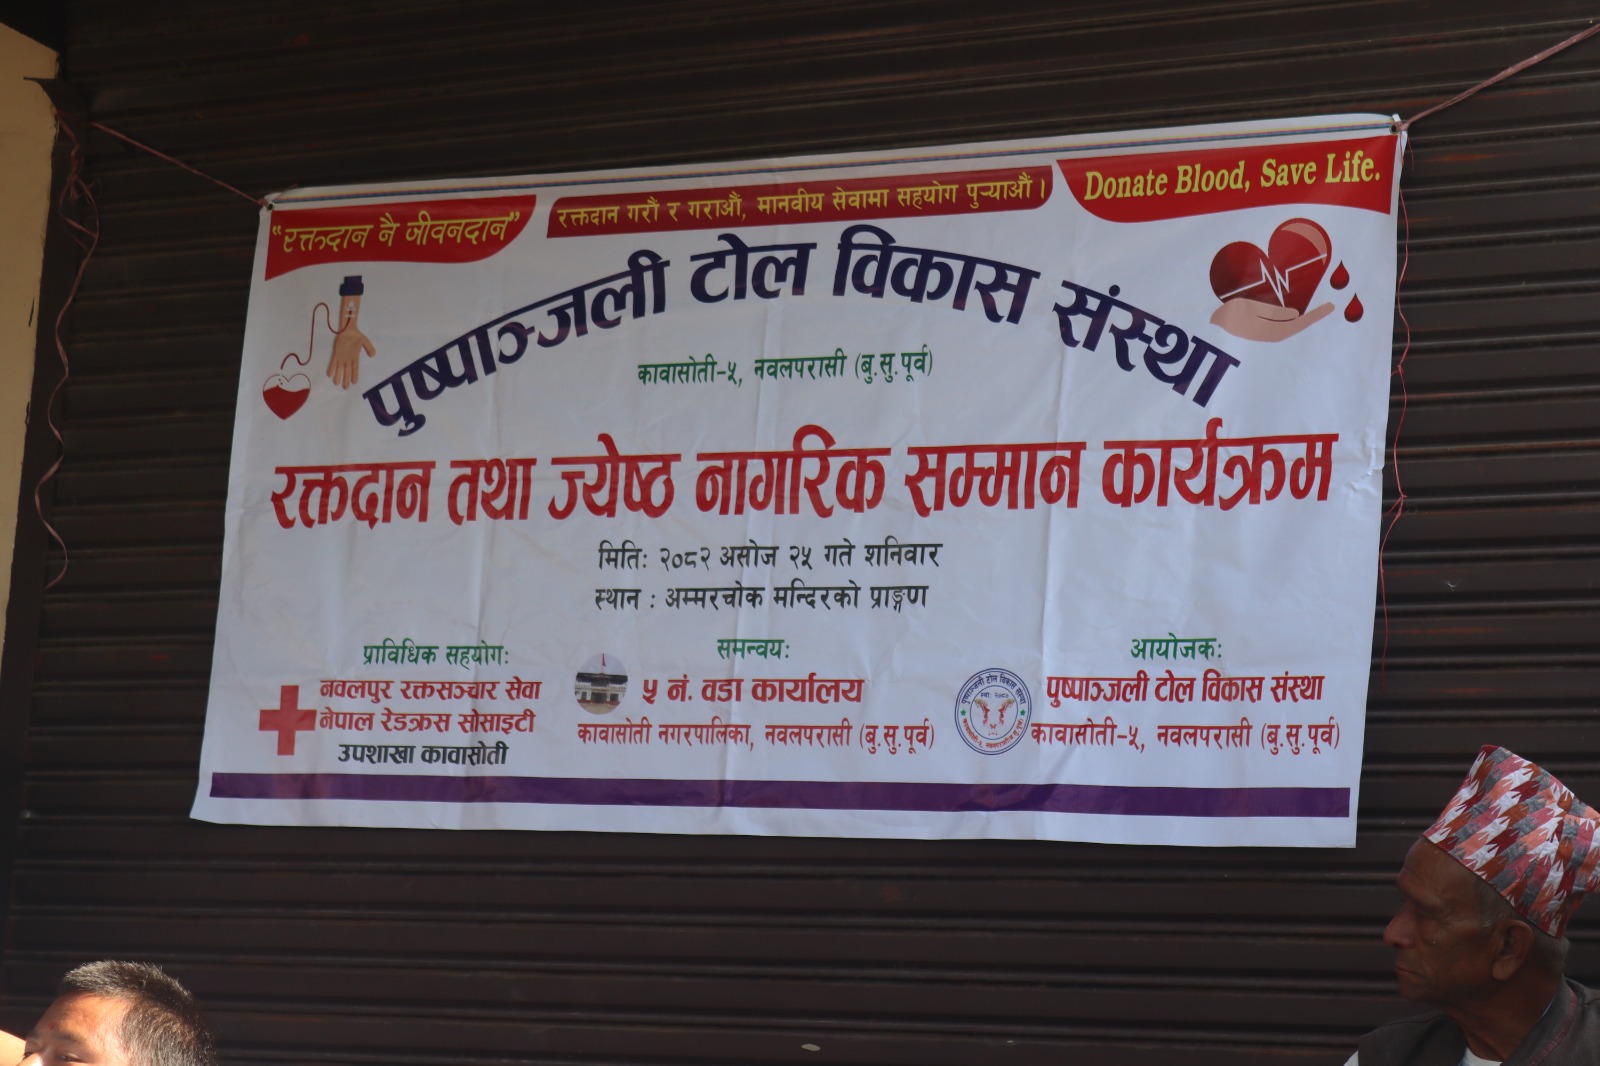 "रक्तदान नै जीवनदान"
रक्तदान गरौं र गराऔं, मानवीय सेवामा सहयोग पुर्‍याऔं ।
Donate Blood, Save Life.
पुष्पाञ्जली टोल विकास संस्था
कावासोती-५, नवलपरासी (बु.सु.पूर्व)
रक्तदान तथा ज्येष्ठ नागरिक सम्मान कार्यक्रम
मितिः २०८२ असोज २५ गते शनिवार
स्थान : अम्मरचोक मन्दिरको प्राङ्गण
प्राविधिक सहयोगः
नवलपुर रक्तसञ्चार सेवा
नेपाल रेडक्रस सोसाइटी
उपशाखा कावासोती
समन्वयः
५ नं. वडा कार्यालय
कावासोती नगरपालिका, नवलपरासी (बु.सु.पूर्व)
आयोजकः
पुष्पाञ्जली टोल विकास संस्था
कावासोती-५, नवलपरासी (बु.सु.पूर्व)
पुष्पाञ्जली टोल विकास संस्था